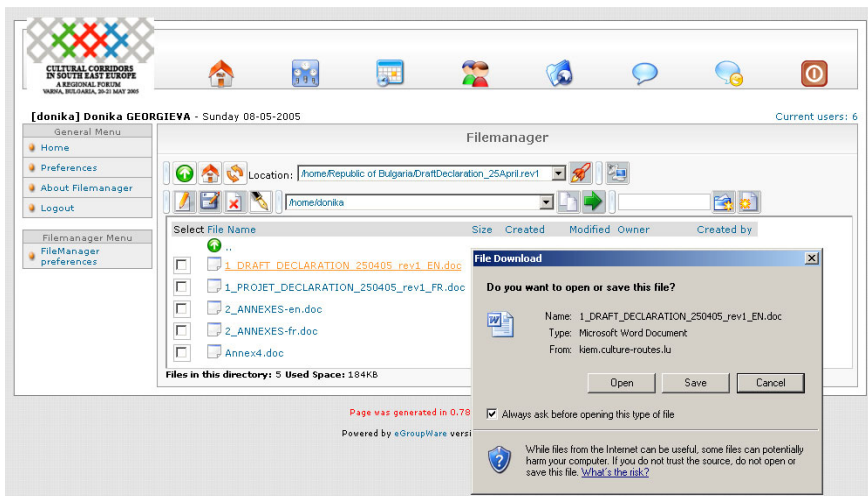 CULTURAL CORRIDORS
IN SOUTH EAST EUROPE
A REGIONAL FORUM
VARNA, BULGARIA, 20-21 MAY 2005
[donika] Donika GEORGIEVA - Sunday 08-05-2005
Current users: 6
General Menu
Home
Preferences
About Filemanager
Logout
Filemanager Menu
FileManager
preferences
Filemanager
Location: /home/Republic of Bulgaria/DraftDeclaration_25April.rev1
/home/donika
Select File Name Size Created Modified Owner Created by
..
1_DRAFT_DECLARATION_250405_rev1_EN.doc
1_PROJET_DECLARATION_250405_rev1_FR.doc
2_ANNEXES-en.doc
2_ANNEXES-fr.doc
Annex4.doc
Files in this directory: 5 Used Space: 184KB
Page was generated in 0.78
Powered by eGroupWare versi
File Download
Do you want to open or save this file?
Name: 1_DRAFT_DECLARATION_250405_rev1_EN.doc
Type: Microsoft Word Document
From: kiem.culture-routes.lu
Open Save Cancel
Always ask before opening this type of file
While files from the Internet can be useful, some files can potentially
harm your computer. If you do not trust the source, do not open or
save this file. What's the risk?